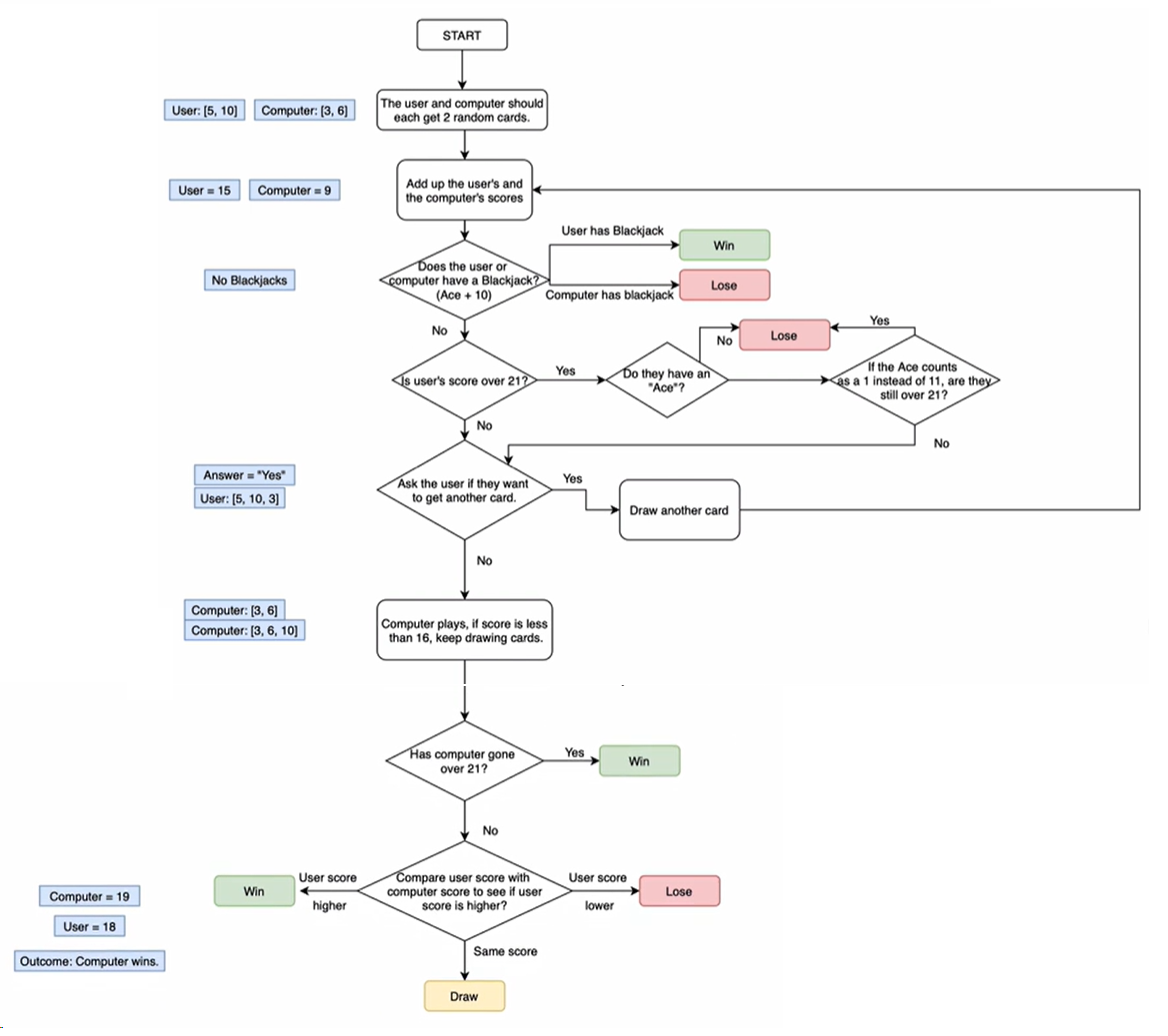 START
The user and computer should
each get 2 random cards.
User: [5, 10]
Computer: [3, 6]
Add up the user's and
the computer's scores
User = 15
Computer = 9
User has Blackjack
Win
Does the user or
computer have a Blackjack?
(Ace + 10)
No Blackjacks
Computer has blackjack
Lose
No
Lose
Yes
No
Is user's score over 21?
Yes
Do they have an
"Ace"?
If the Ace counts
as a 1 instead of 11, are they
still over 21?
No
No
Answer = "Yes"
User: [5, 10, 3]
Ask the user if they want
to get another card.
Yes
Draw another card
No
Computer: [3, 6]
Computer: [3, 6, 10]
Computer plays, if score is less
than 16, keep drawing cards.
Has computer gone
over 21?
Yes
Win
No
Win
User score
higher
Compare user score with
computer score to see if user
score is higher?
User score
lower
Lose
Computer = 19
User = 18
Outcome: Computer wins.
Same score
Draw